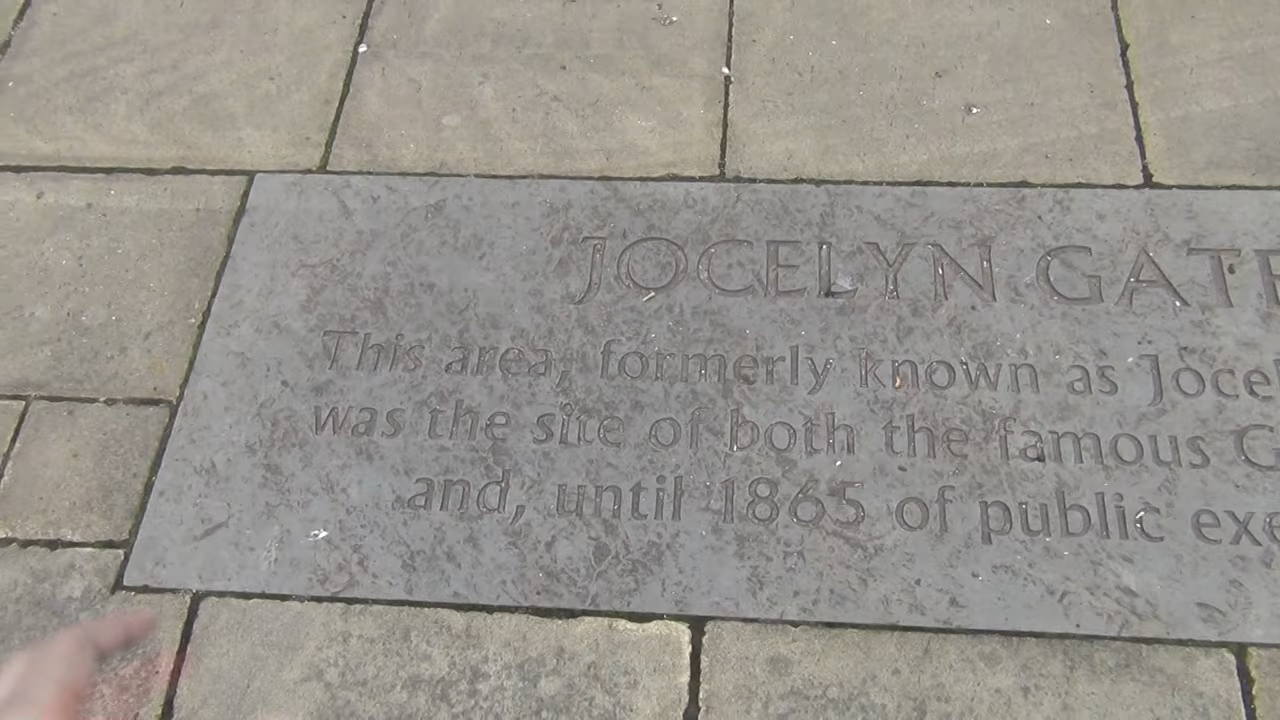 JOCELYN GATE
This area, formerly known as Jocel
was the site of both the famous G
and, until 1865 of public exe